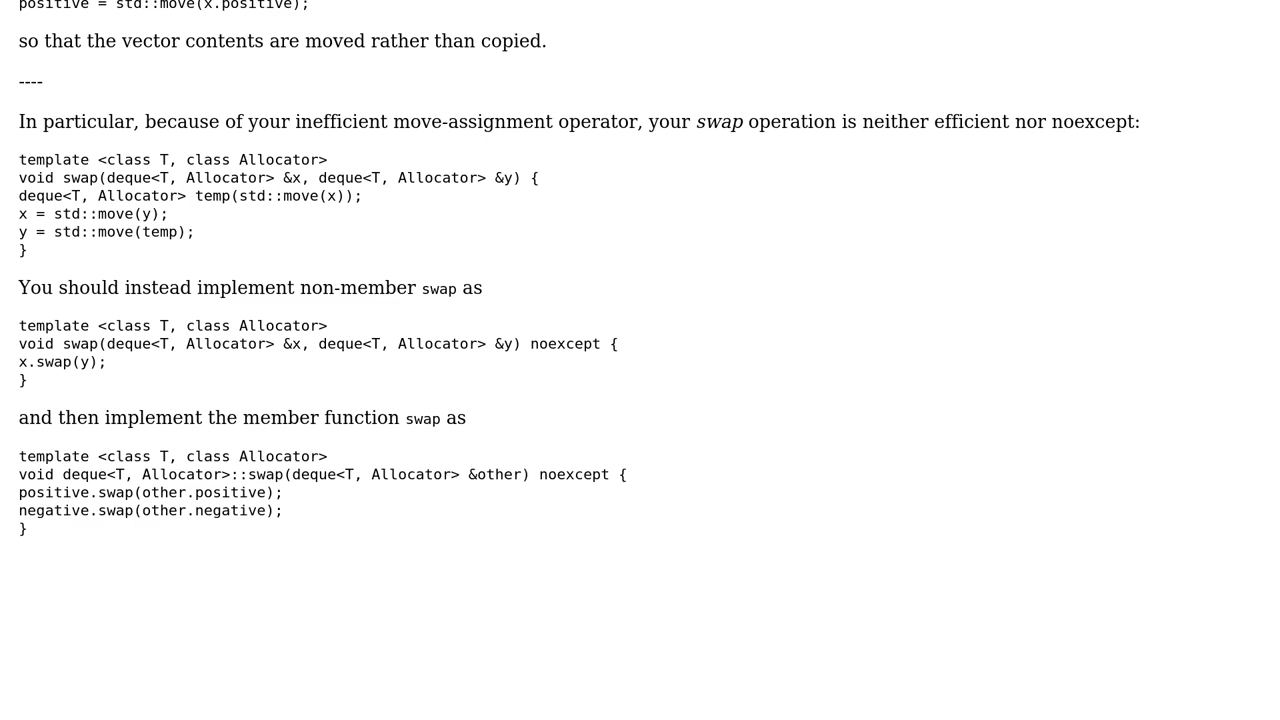 positive = std::move(x.positive);
so that the vector contents are moved rather than copied.
----
In particular, because of your inefficient move-assignment operator, your swap operation is neither efficient nor noexcept:
template <class T, class Allocator>
void swap(deque<T, Allocator> &x, deque<T, Allocator> &y) {
deque<T, Allocator> temp(std::move(x));
x = std::move(y);
y = std::move(temp);
}
You should instead implement non-member swap as
template <class T, class Allocator>
void swap(deque<T, Allocator> &x, deque<T, Allocator> &y) noexcept {
x.swap(y);
}
and then implement the member function swap as
template <class T, class Allocator>
void deque<T, Allocator>::swap(deque<T, Allocator> &other) noexcept {
positive.swap(other.positive);
negative.swap(other.negative);
}